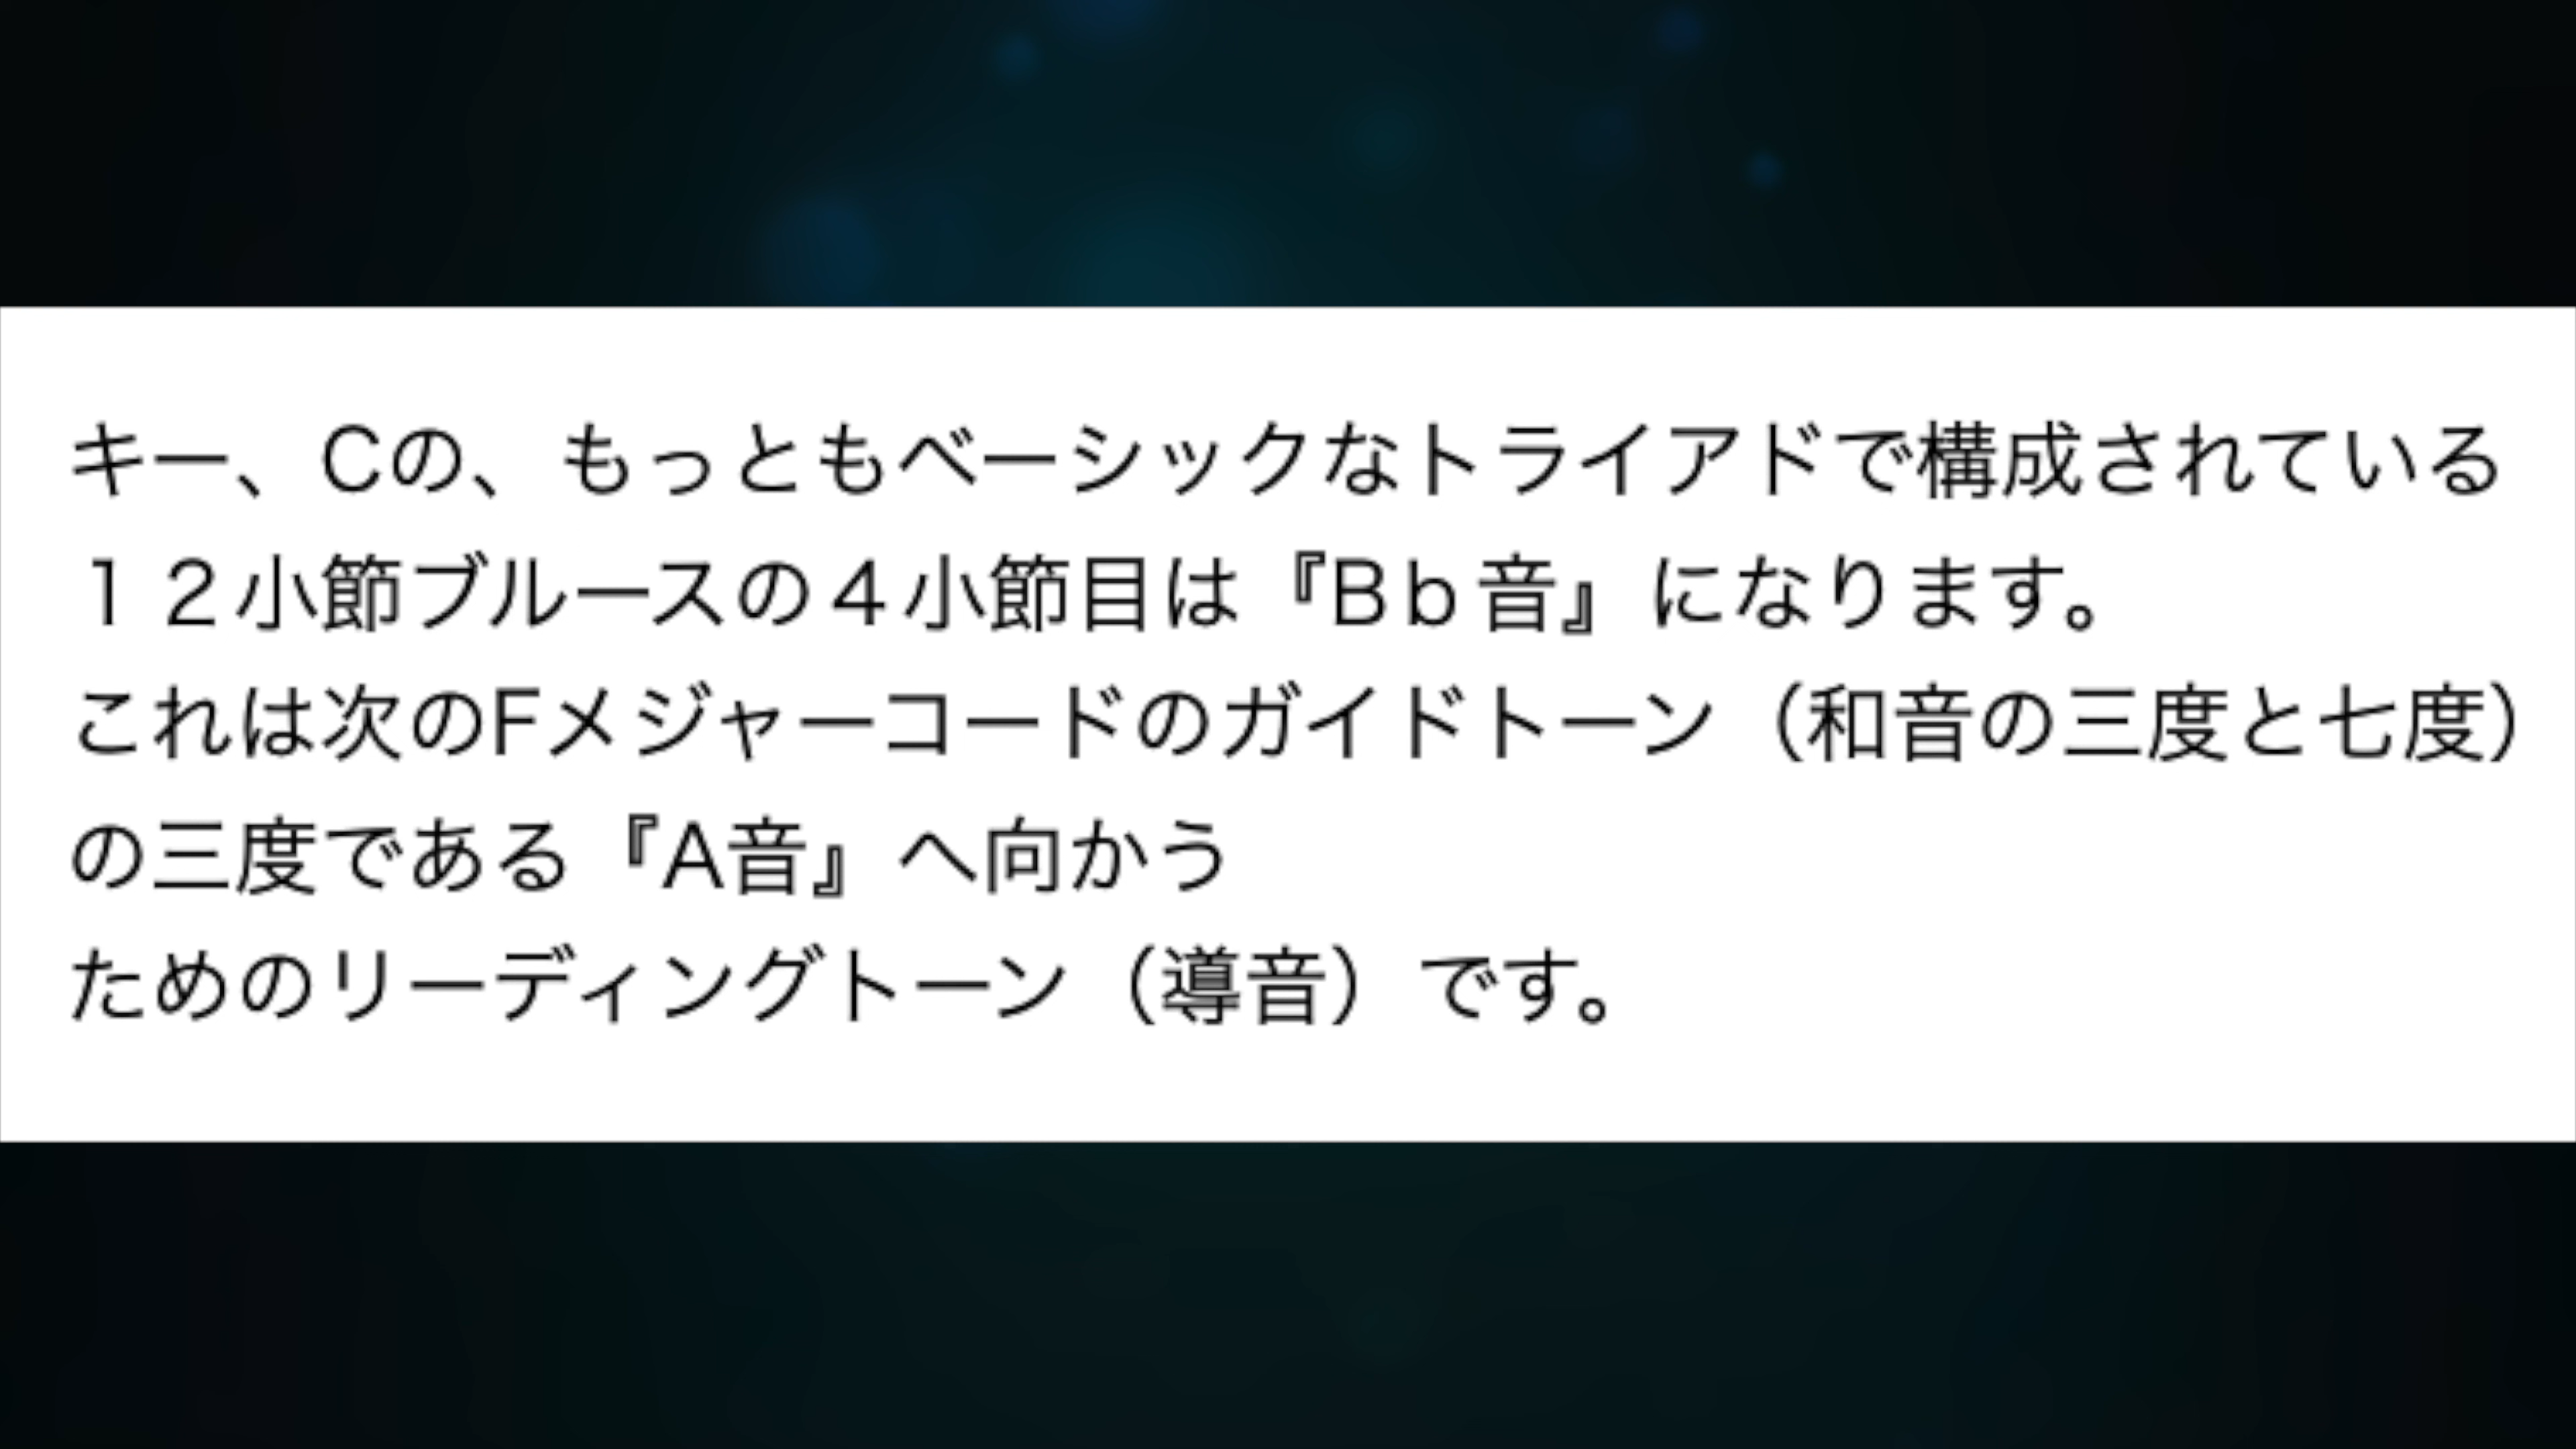 キー、Cの、もっともベーシックなトライアドで構成されている
１２小節ブルースの４小節目は『Bｂ音』になります。
これは次のFメジャーコードのガイドトーン（和音の三度と七度）
の三度である『A音』へ向かう
ためのリーディングトーン（導音）です。